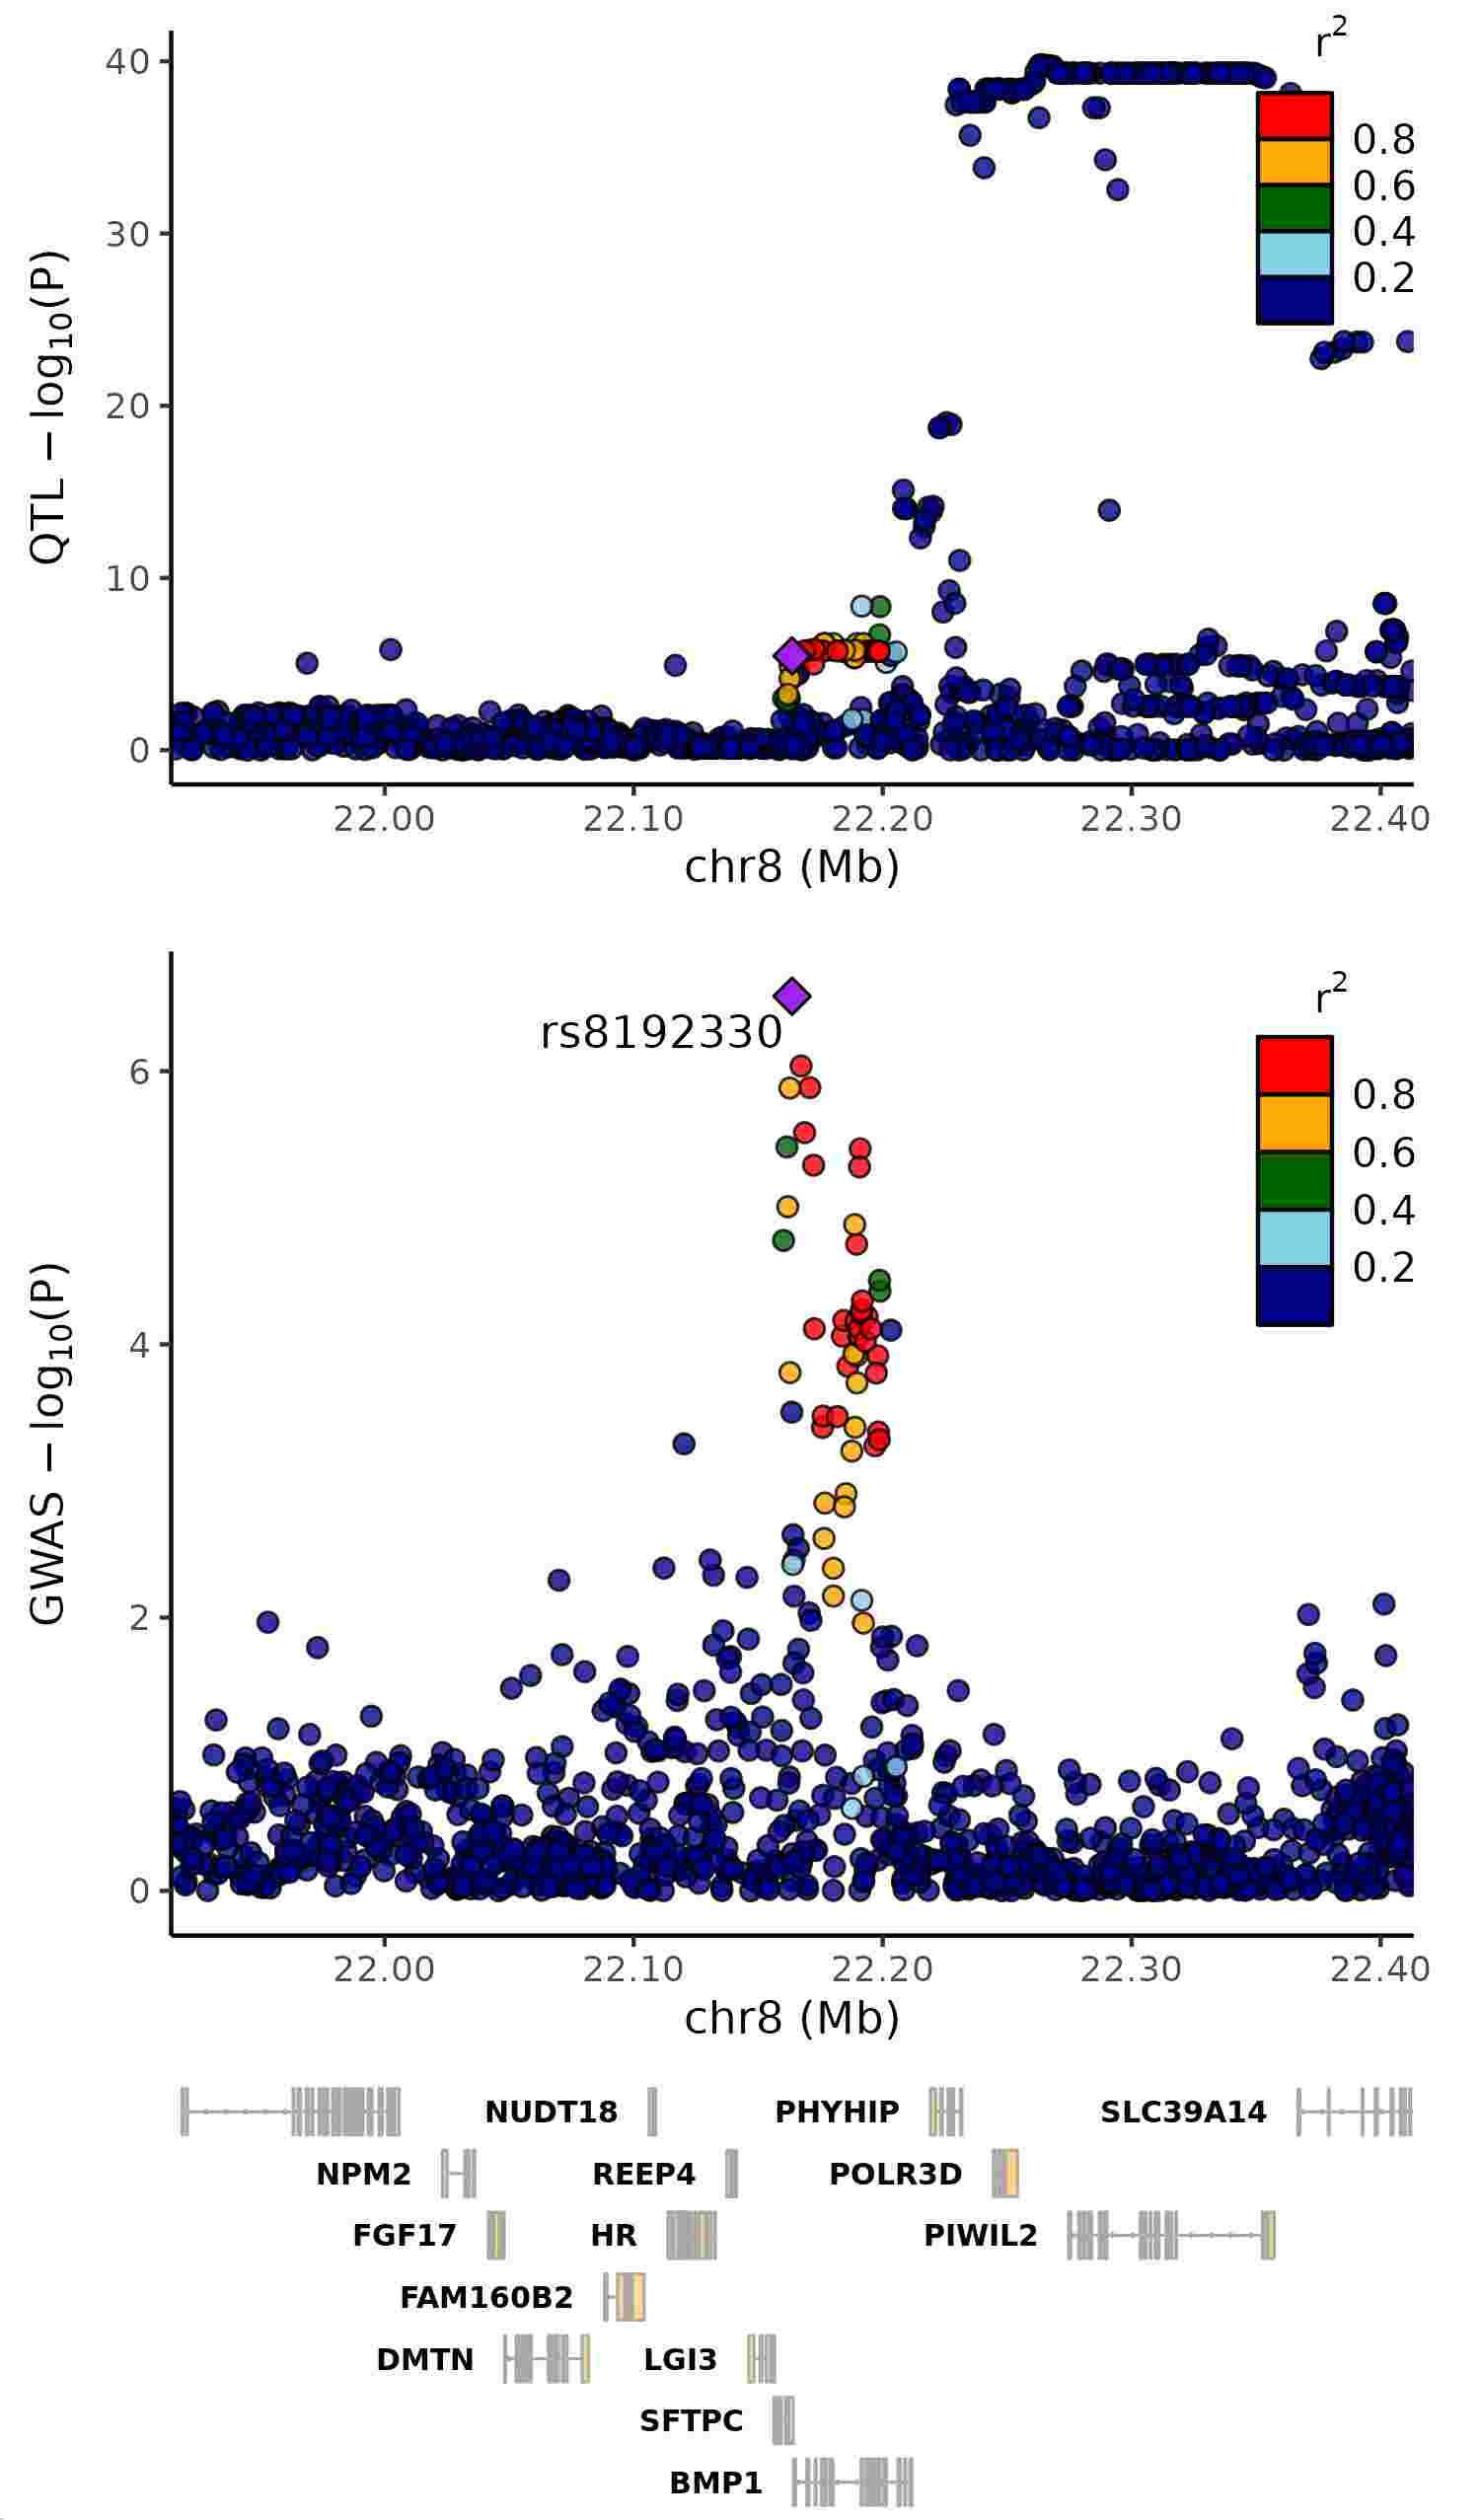 r2
40
30
20
10
0
QTL −log10(P)
0.8
0.6
0.4
0.2
22.00 22.10 22.20 22.30 22.40
chr8 (Mb)
rs8192330
r2
6
4
2
0
GWAS −log10(P)
0.8
0.6
0.4
0.2
22.00 22.10 22.20 22.30 22.40
chr8 (Mb)
NUDT18 PHYHIP SLC39A14
NPM2 REEP4 POLR3D
FGF17 HR PIWIL2
FAM160B2
DMTN LGI3
SFTPC
BMP1